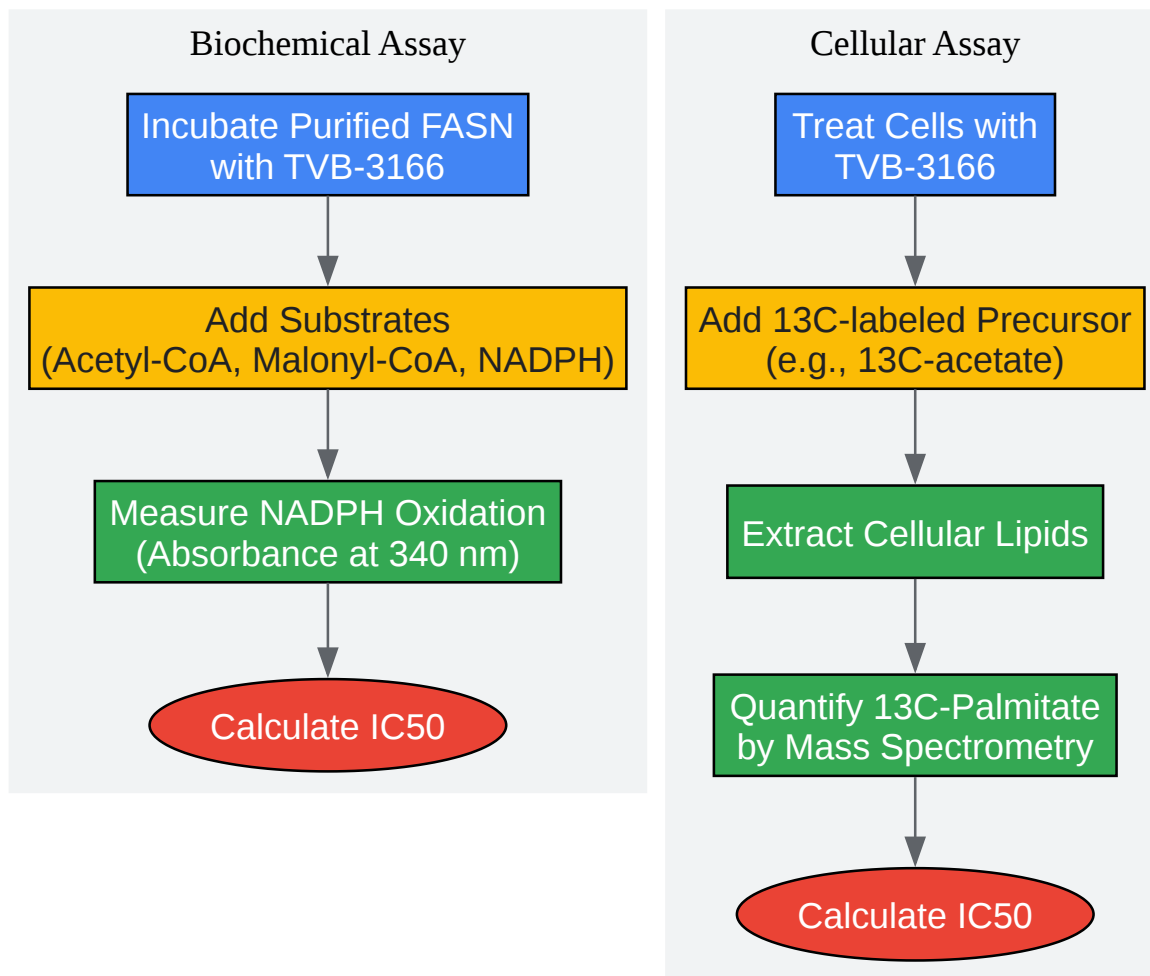 Biochemical Assay
Incubate Purified FASN
with TVB-3166
Add Substrates
(Acetyl-CoA, Malonyl-CoA, NADPH)
Measure NADPH Oxidation
(Absorbance at 340 nm)
Calculate IC50
Cellular Assay
Treat Cells with
TVB-3166
Add 13C-labeled Precursor
(e.g., 13C-acetate)
Extract Cellular Lipids
Quantify 13C-Palmitate
by Mass Spectrometry
Calculate IC50